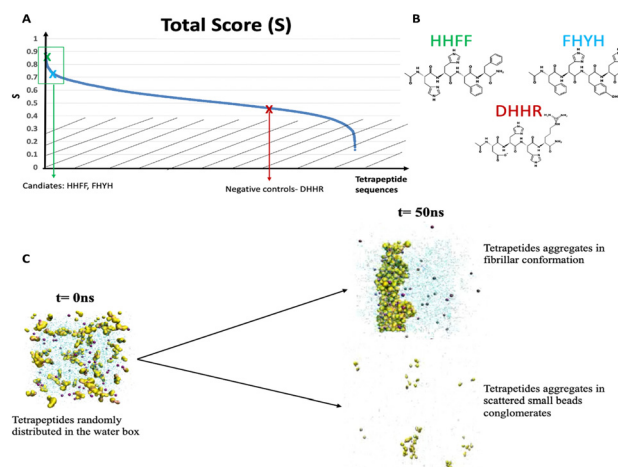 A
Total Score (S)
S
1
0.9
0.8
0.7
0.6
0.5
0.4
0.3
0.2
0.1
0
Tetrapeptide
sequences
Candiates: HHFF, FHYH
Negative controls- DHHR
B
HHFF
FHYH
DHHR
C
t= 0ns
Tetrapeptides randomly
distributed in the water box
t= 50ns
Tetrapetides aggregates in
fibrillar conformation
Tetrapetides aggregates in
scattered small beads
conglomerates